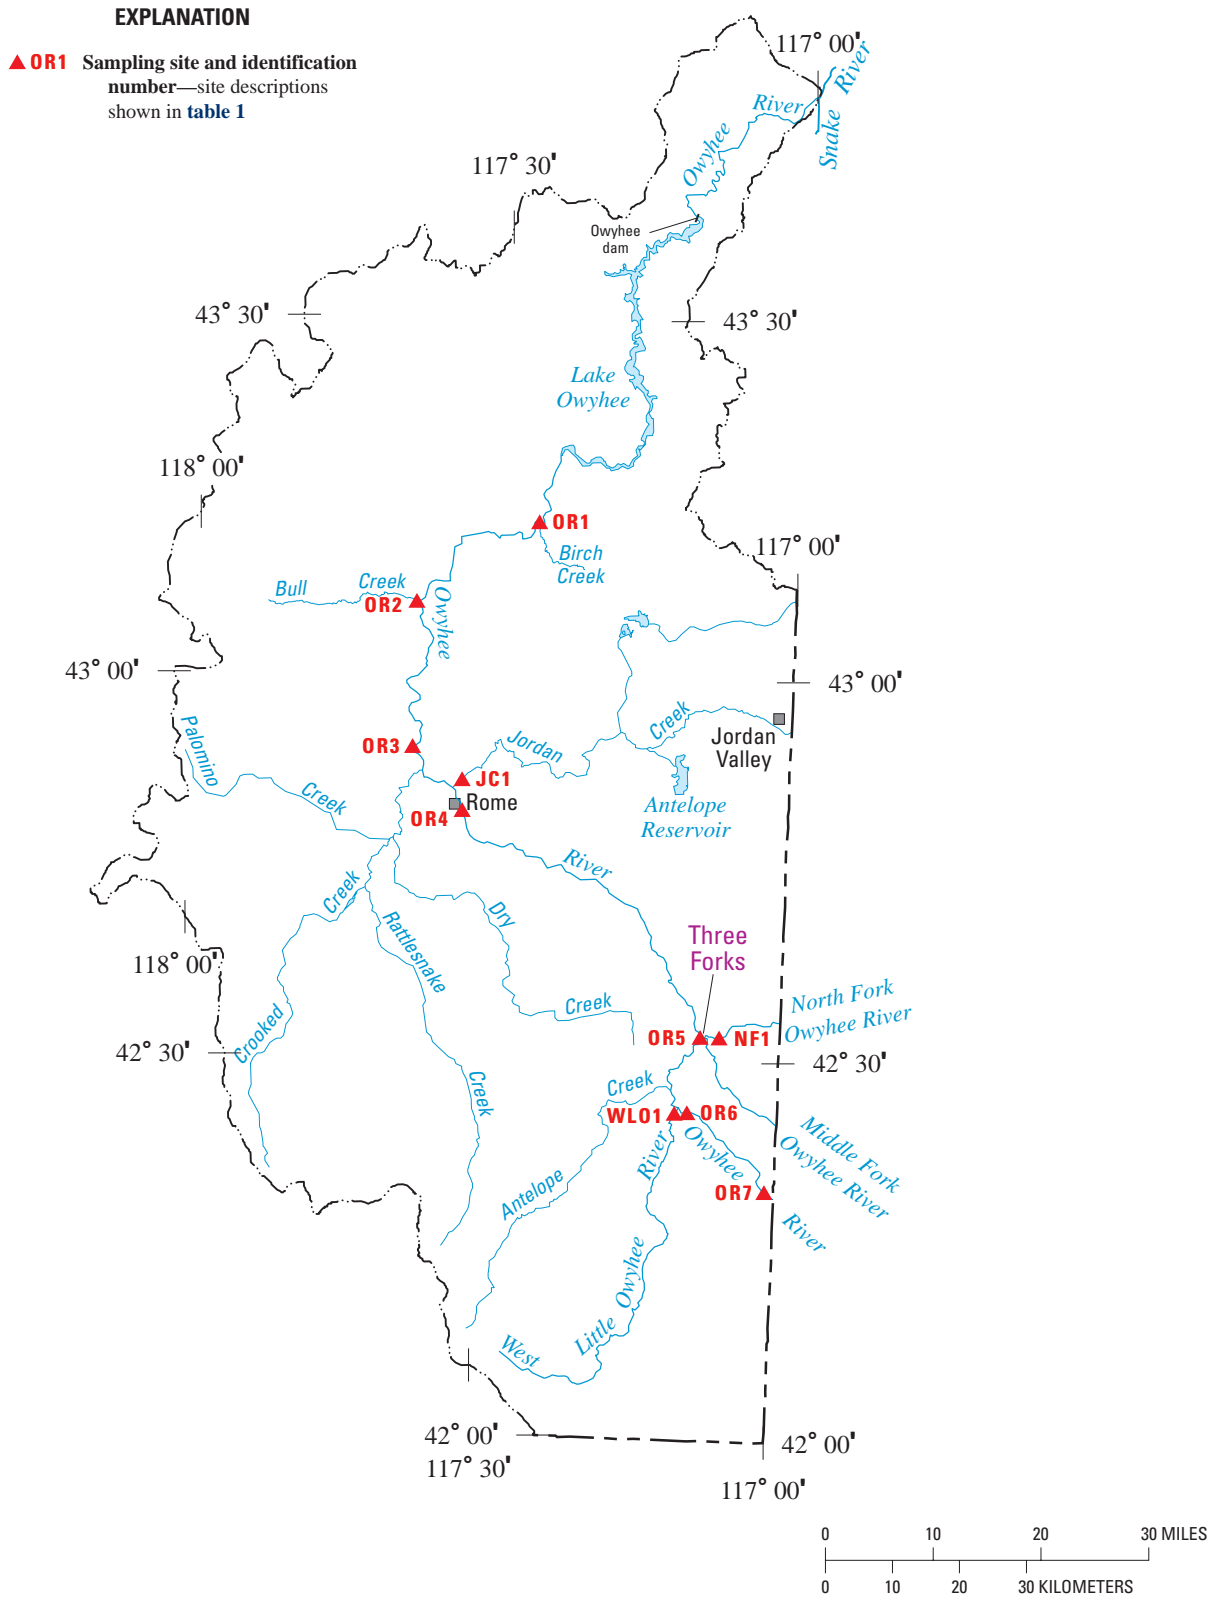 EXPLANATION
OR1 Sampling site and identification
number—site descriptions
shown in table 1
117° 00'
River
Snake
River
Owyhee
117° 30'
Owyhee
dam
43° 30'
43° 30'
Lake
Owyhee
118° 00'
OR1
117° 00'
Birch
Creek
Bull
Creek
OR2
Owyhee
43° 00'
43° 00'
Palomino
Creek
OR3
Jordan
Creek
Jordan
Valley
JC1
Rome
OR4
Antelope
Reservoir
Creek
River
Creek
Rattlesnake
Dry
Three
Forks
118° 00'
North Fork
Owyhee River
Creek
Crooked
OR5
NF1
42° 30'
42° 30'
Creek
Creek
WLO1
OR6
Middle Fork
Owyhee River
River
Owyhee
Antelope
OR7
River
Owyhee
Little
West
42° 00'
117° 30'
42° 00'
117° 00'
0 10 20 30 MILES
0 10 20 30 KILOMETERS